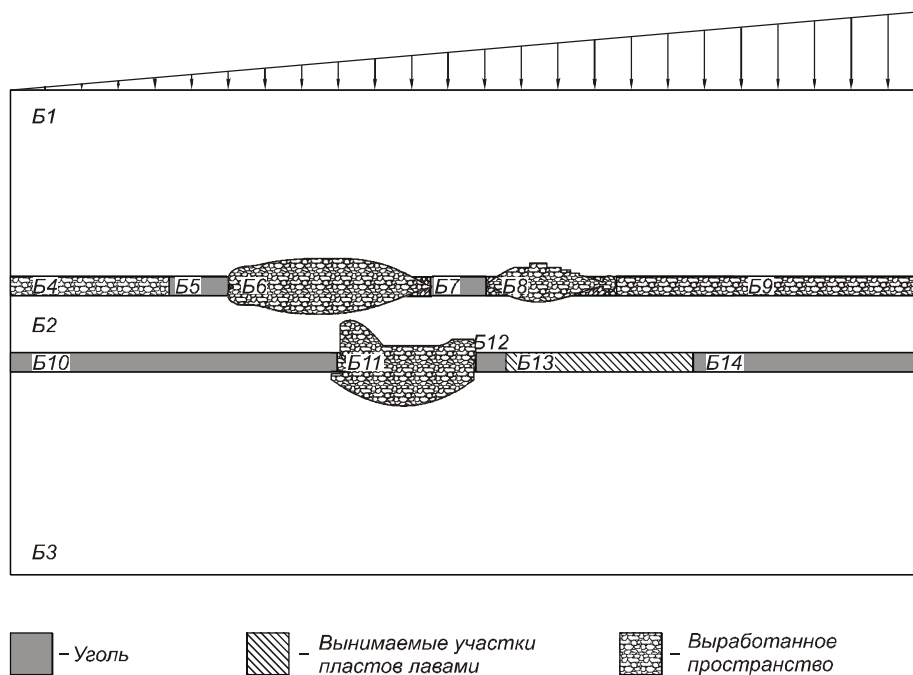 Б1
Б4
Б5
Б6
Б7
Б8
Б9
Б2
Б10
Б11
Б12
Б13
Б14
Б3
– Уголь
– Вынимаемые участки
пластов лавами
– Выработанное
пространство